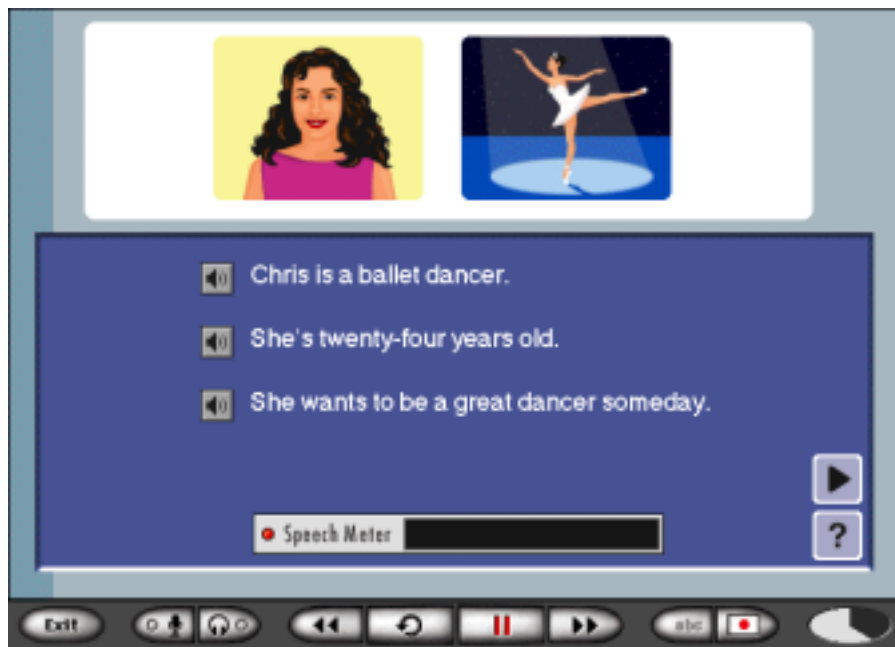 Chris is a ballet dancer.
She's twenty-four years old.
She wants to be a great dancer someday.
?
Speech Meter
Exit
abc